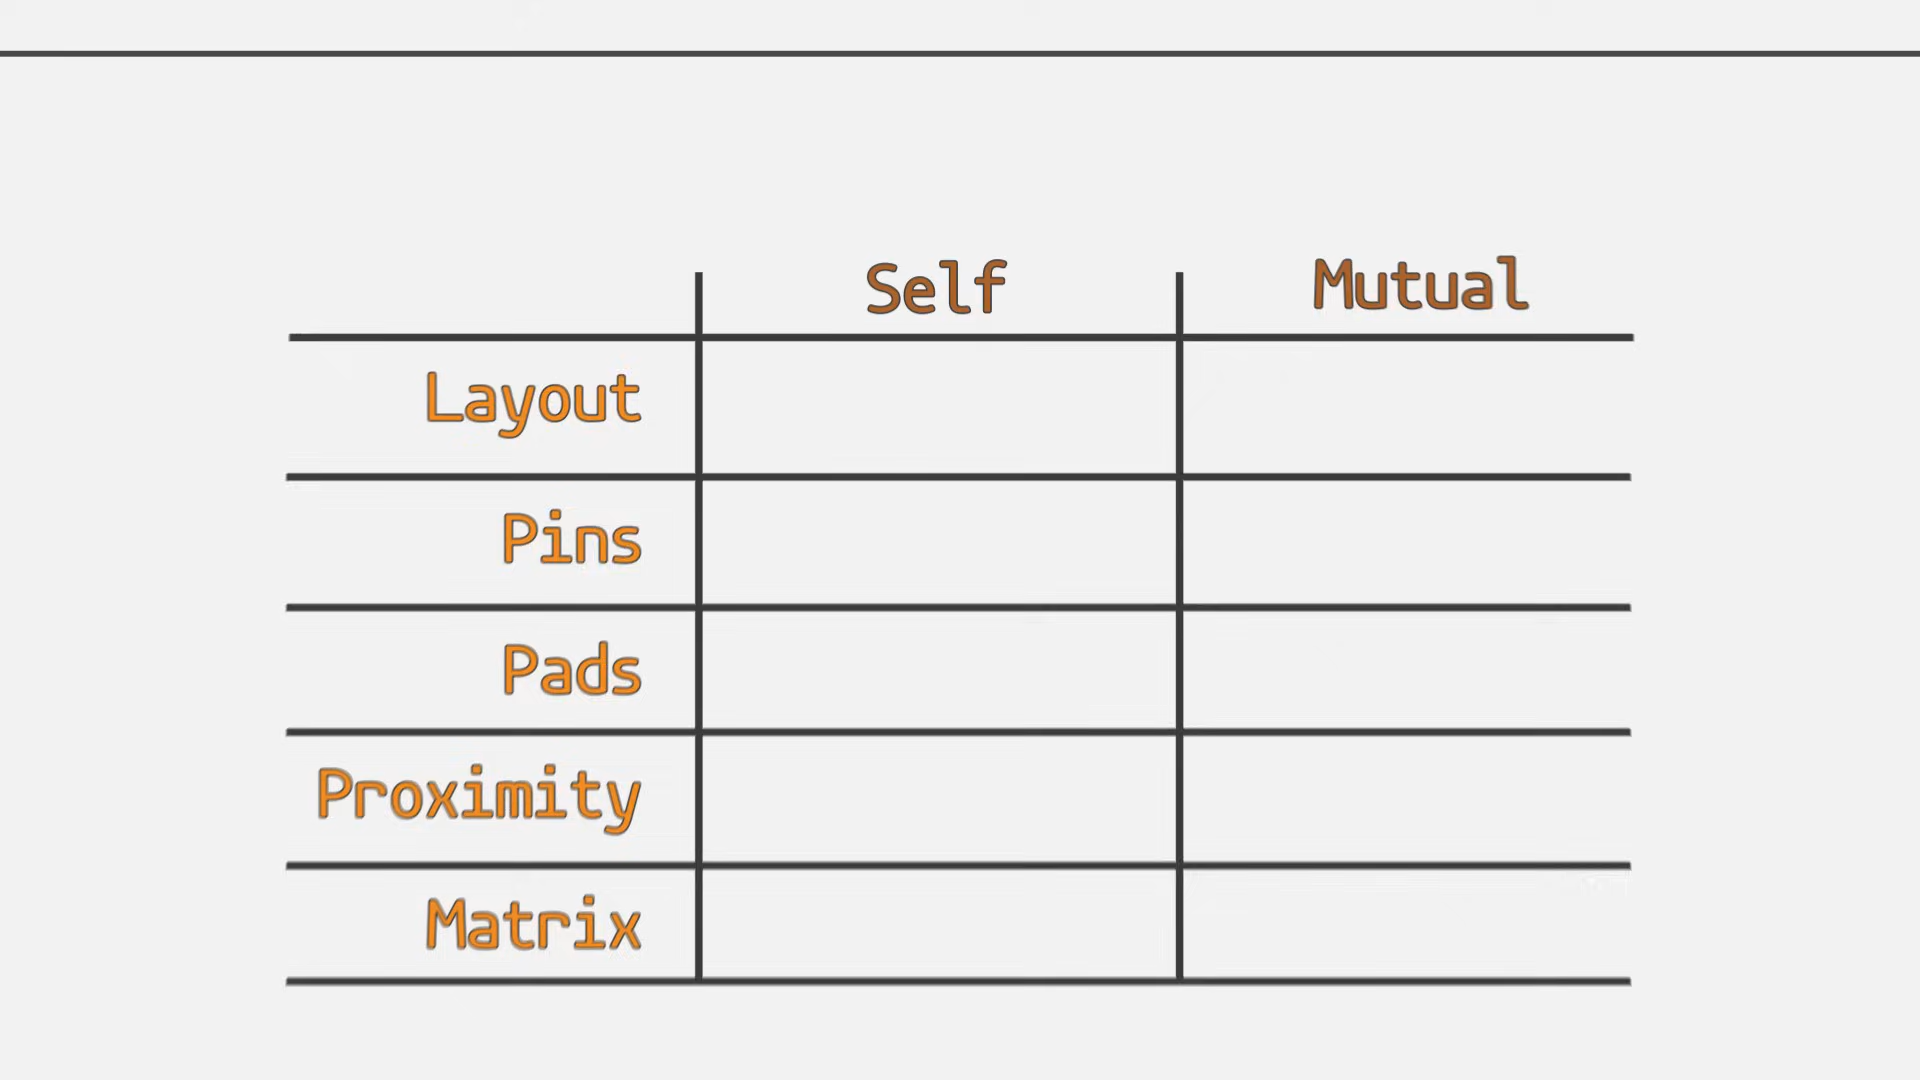 Self Mutual
Layout
Pins
Pads
Proximity
Matrix